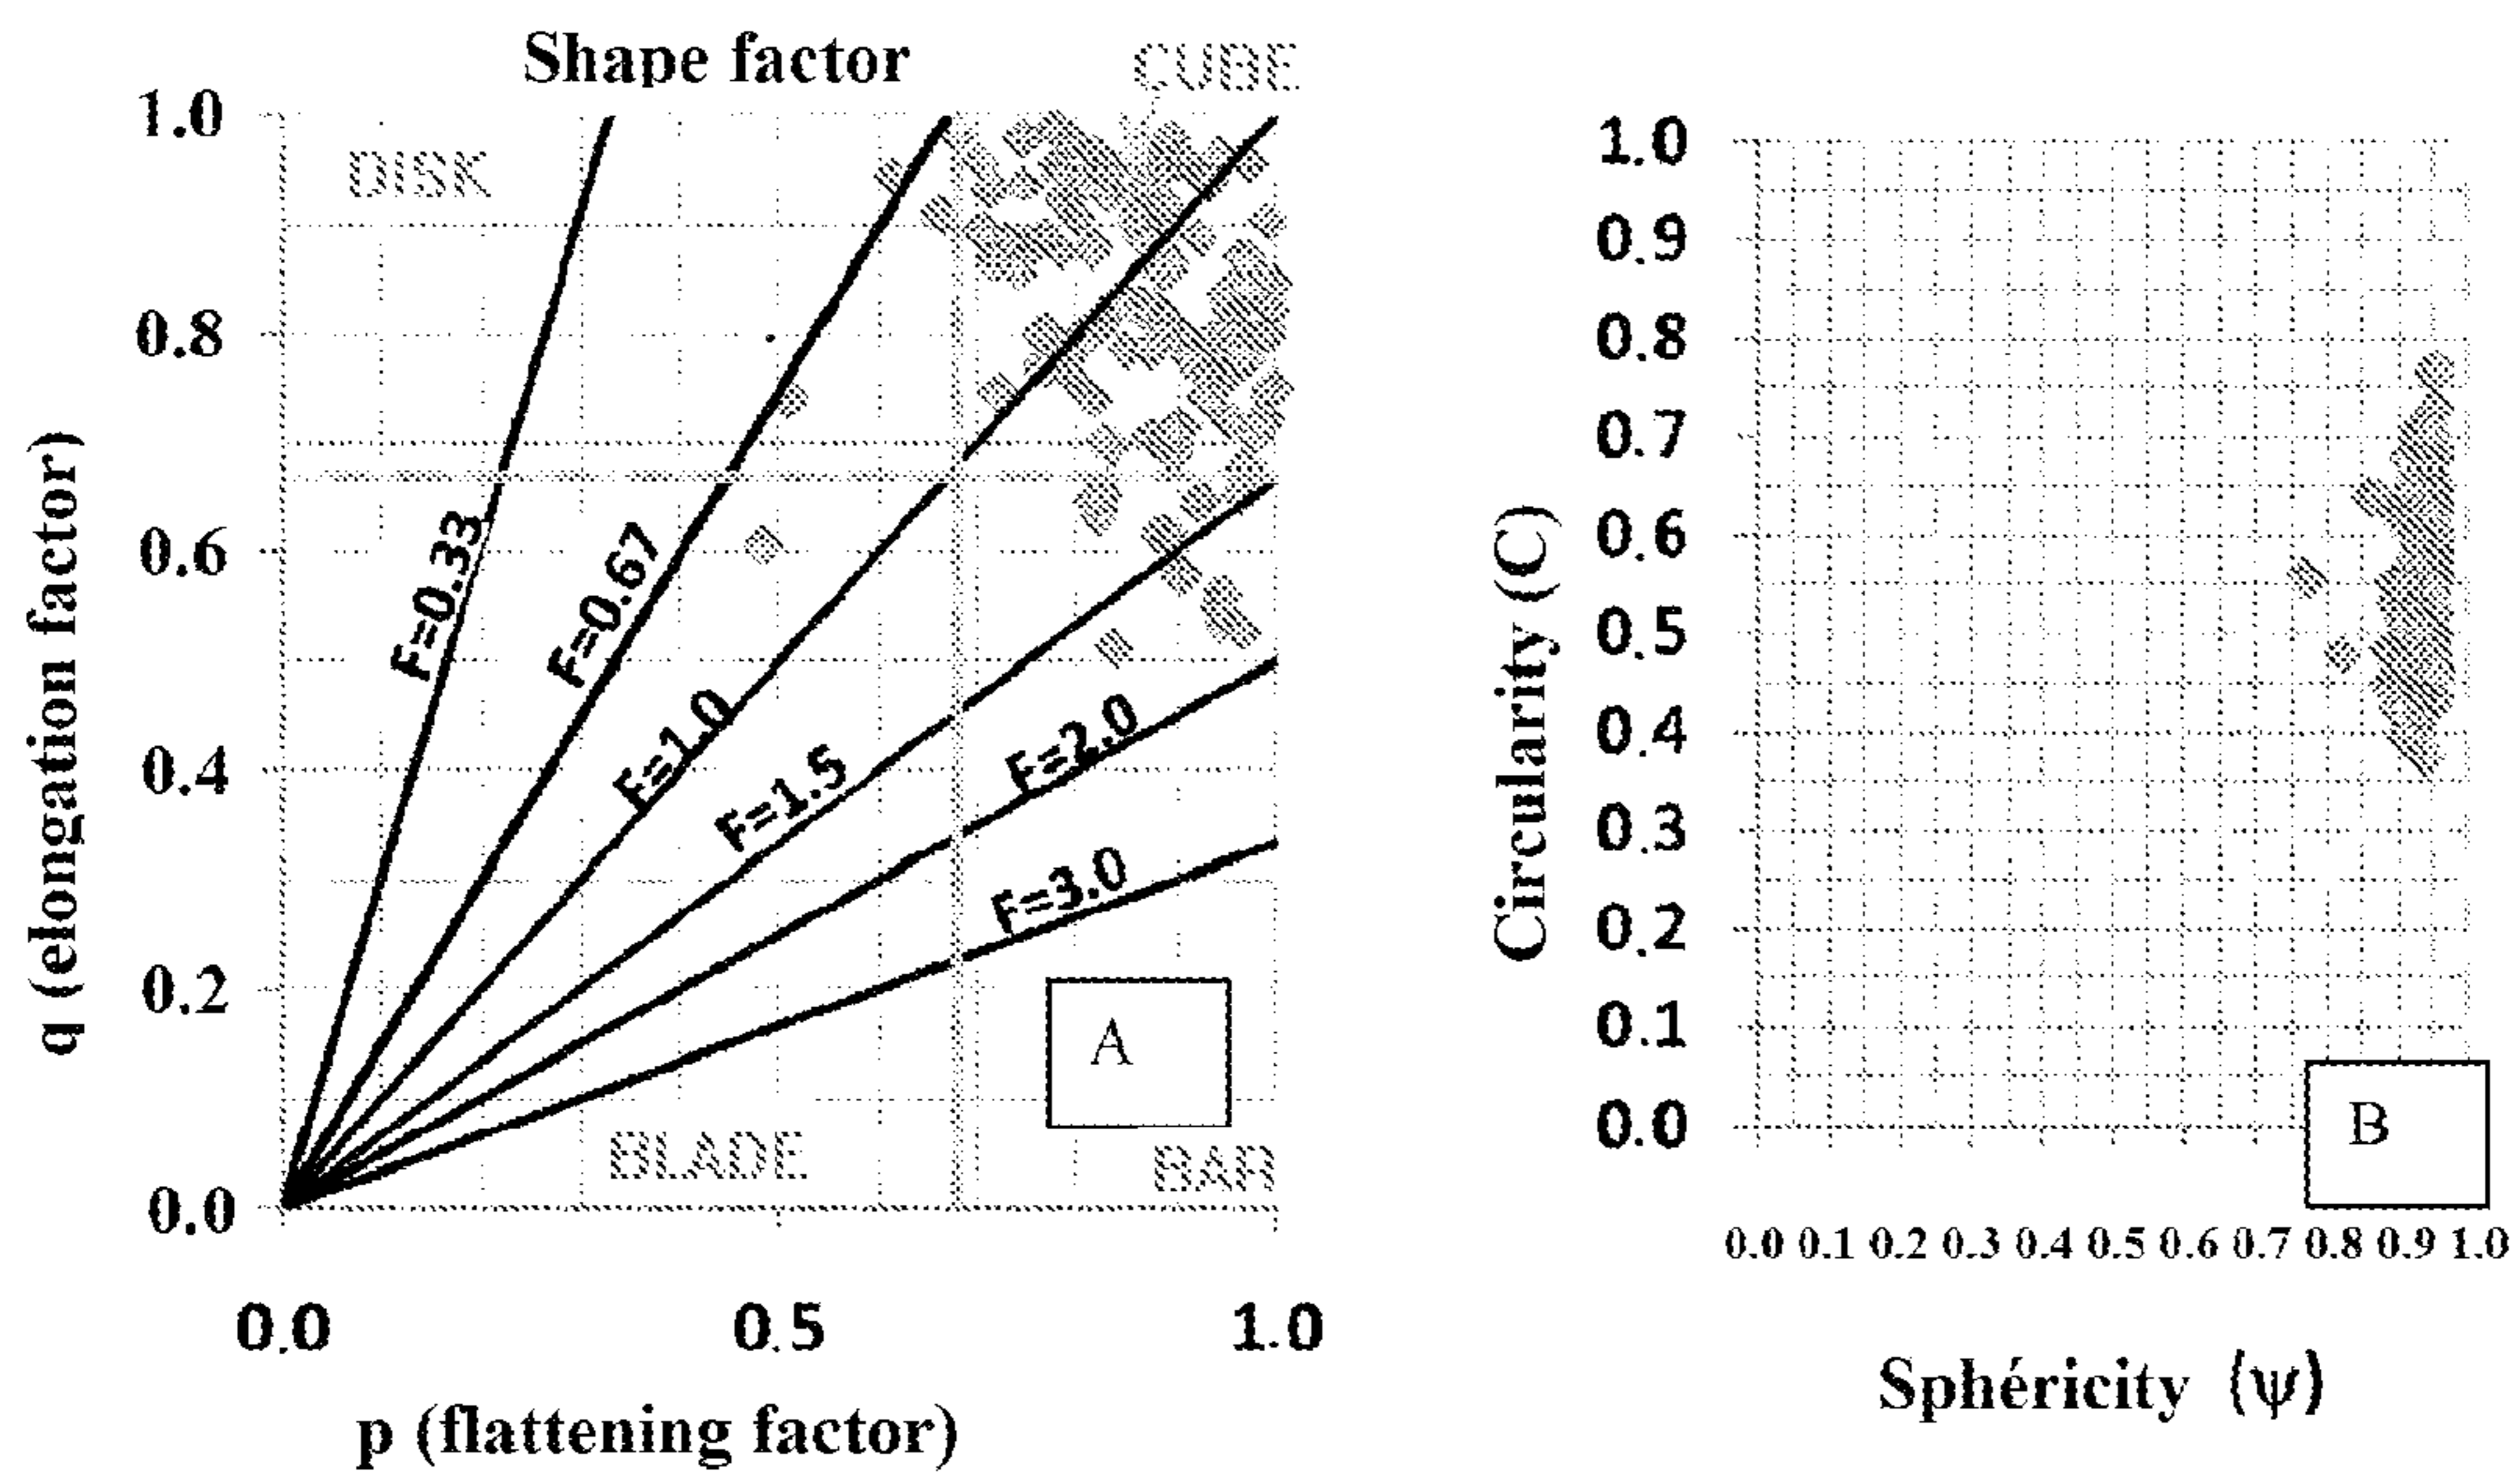 Shape factor
CUBE
DISK
1.0
0.8
0.6
0.4
0.2
0.0
q (elongation factor)
F=0.33
F=0.67
F=1.0
F=1.5
F=2.0
F=3.0
A
BLADE
BAR
0.0 0.5 1.0
p (flattening factor)
1.0
0.9
0.8
0.7
0.6
0.5
0.4
0.3
0.2
0.1
0.0
Circularity (C)
B
0.0 0.1 0.2 0.3 0.4 0.5 0.6 0.7 0.8 0.9 1.0
Sphéricity (ψ)